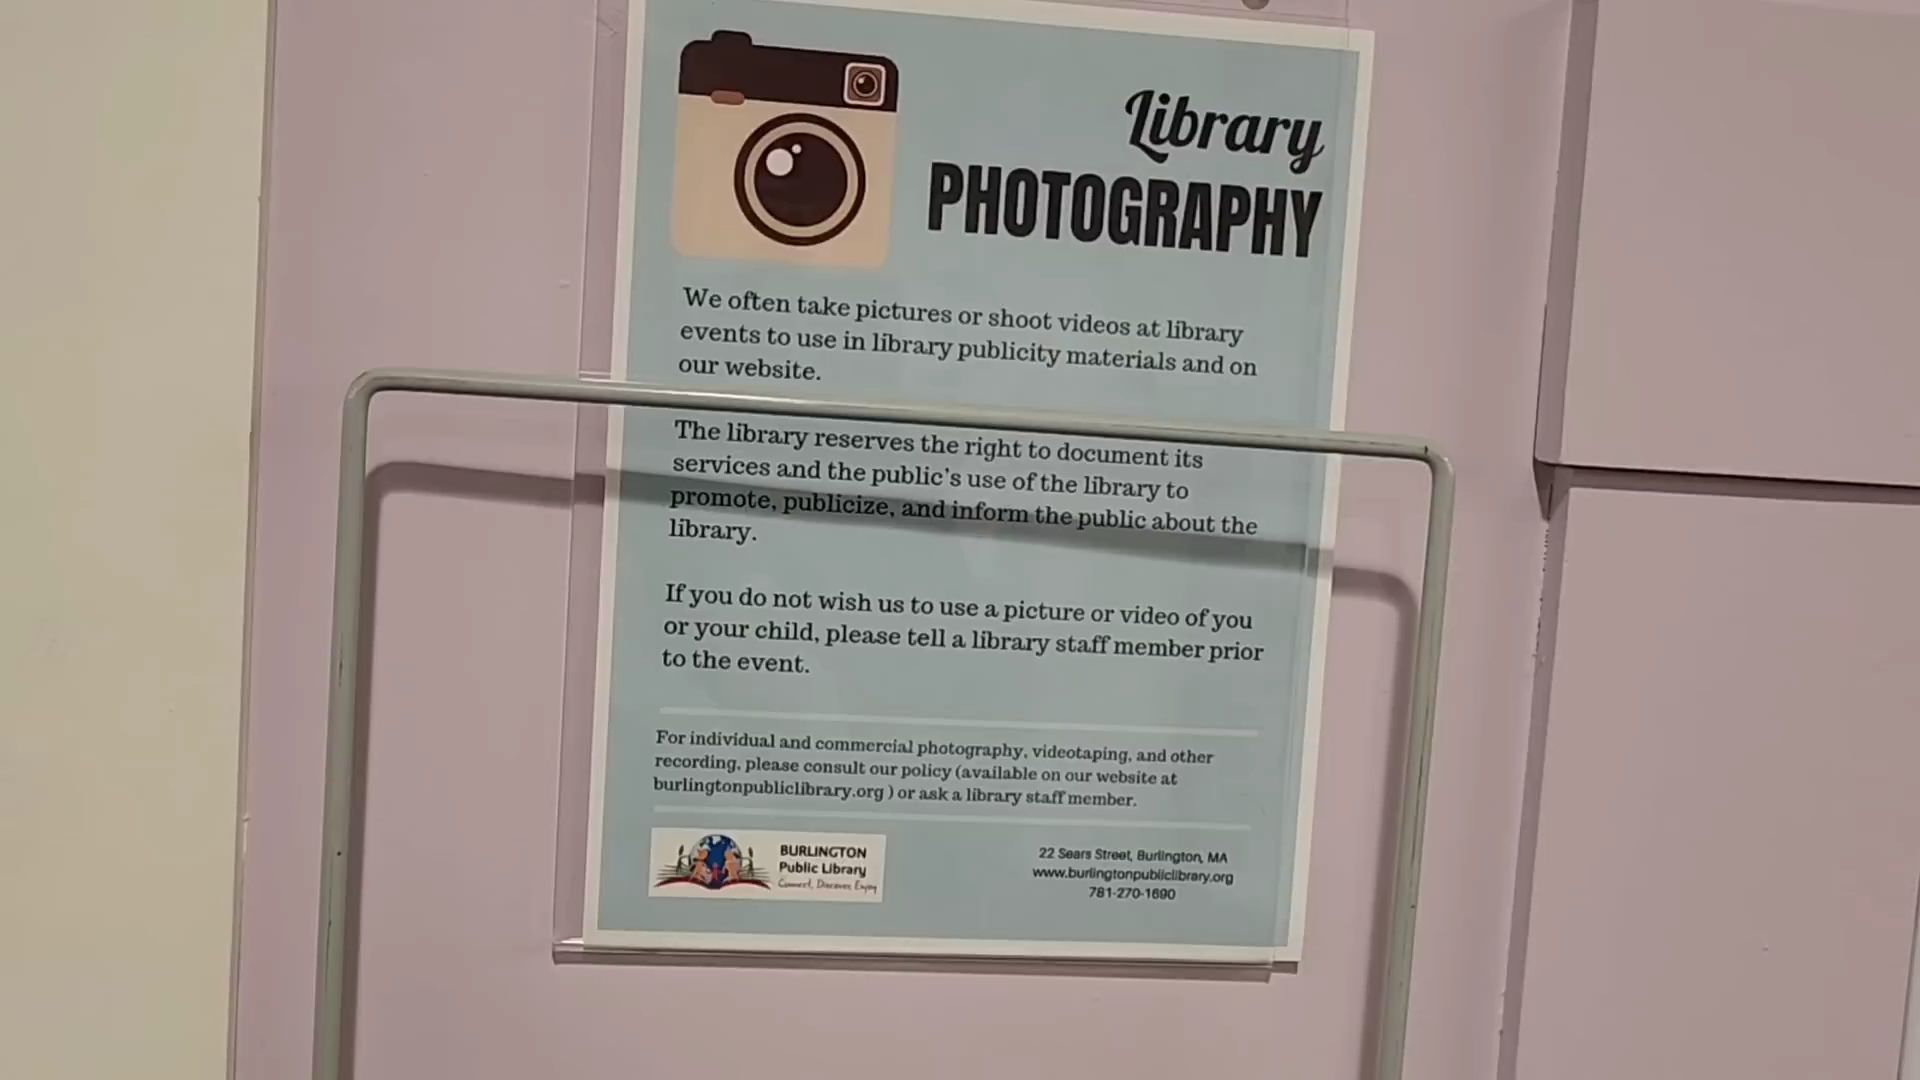 Library
PHOTOGRAPHY
We often take pictures or shoot videos at library
events to use in library publicity materials and on
our website.
The library reserves the right to document its
services and the public's use of the library to
promote, publicize, and inform the public about the
library.
If you do not wish us to use a picture or video of you
or your child, please tell a library staff member prior
to the event.
For individual and commercial photography, videotaping, and other
recording, please consult our policy (available on our website at
burlingtonpubliclibrary.org ) or ask a library staff member.
BURLINGTON
Public Library
Connect, Discover, Enjoy
22 Sears Street, Burlington, MA
www.burlingtonpubliclibrary.org
781-270-1690